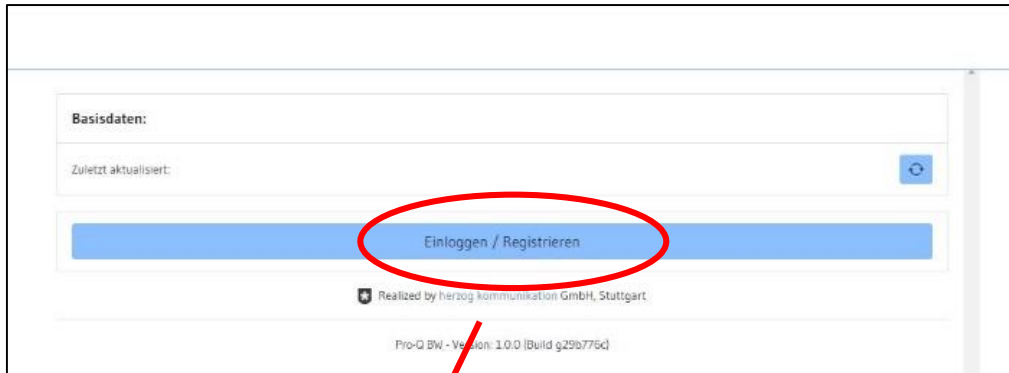 Basisdaten:
Zuletzt aktualisiert:
Einloggen / Registrieren
Realized by herzog kommunikation GmbH, Stuttgart
Pro-Q BW - Version: 1.0.0 (Build g29b776c)